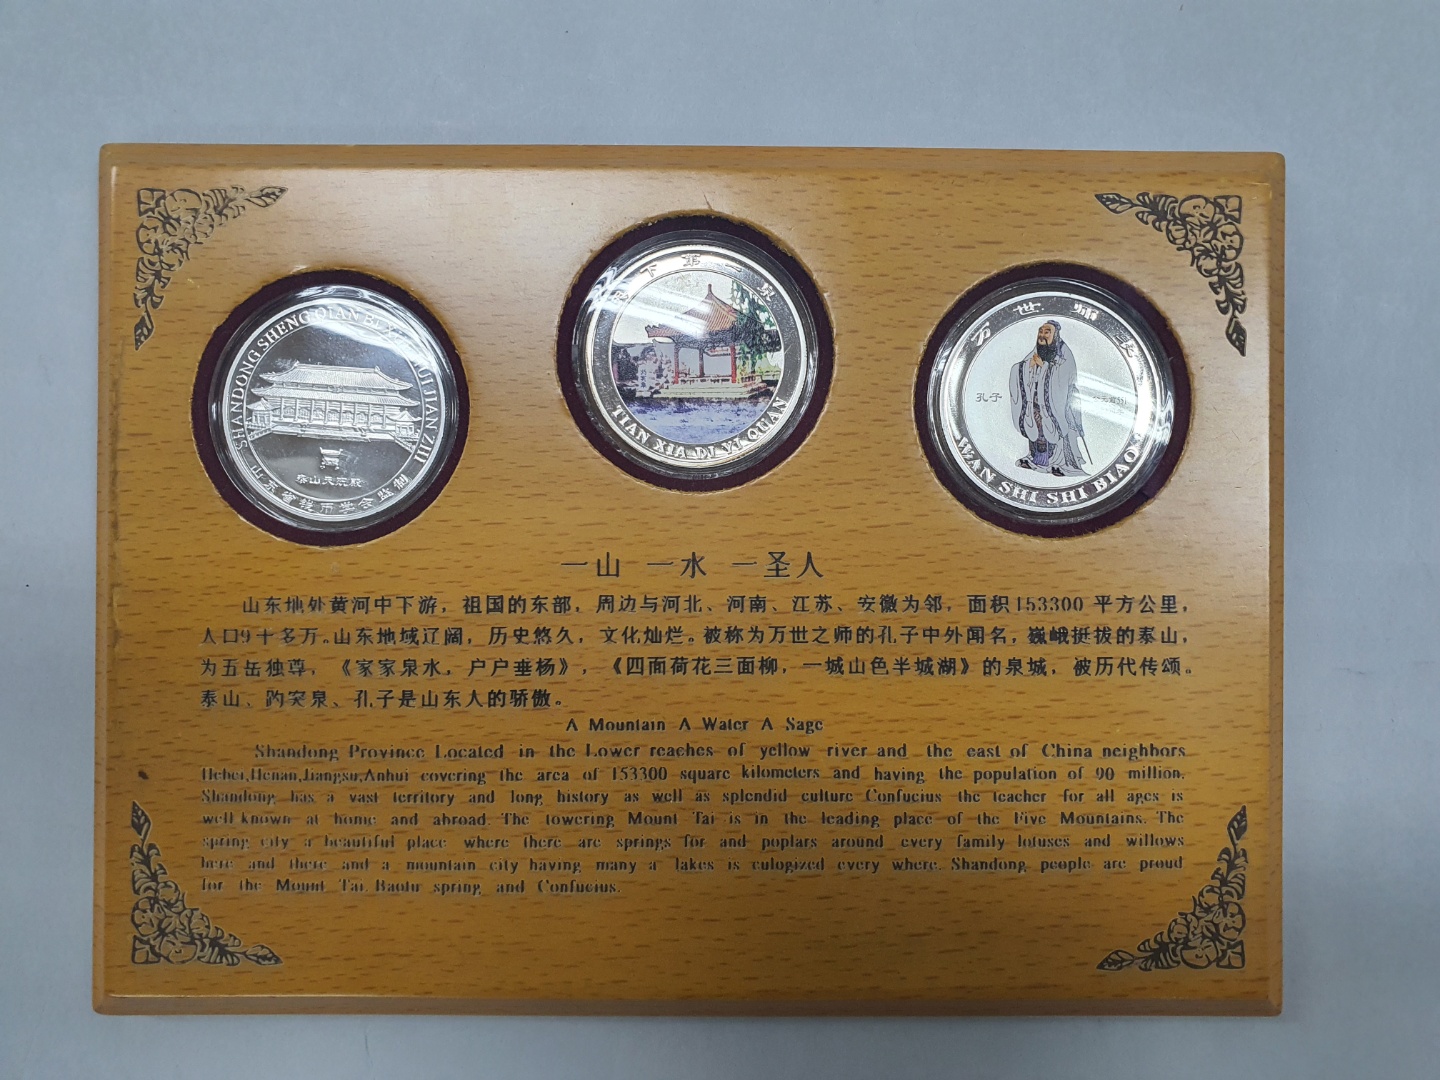 SHANDONG SHENG QIAN BI XUE HUI JIAN ZHI
山东省钱币学会监制
下第一泉
TIAN XIA DI YI QUAN
万世师表
孔子
WAN SHI SHI BIAO
一山 一水 一圣人
山东地处黄河中下游，祖国的东部，周边与河北、河南、江苏、安徽为邻，面积153300 平方公里，
人口9千多万。山东地域辽阔，历史悠久，文化灿烂。被称为万世之师的孔子中外闻名，巍峨挺拔的泰山，
为五岳独尊，《家家泉水，户户垂杨》，《四面荷花三面柳，一城山色半城湖》的泉城，被历代传颂。
泰山、趵突泉、孔子是山东人的骄傲。
A Mountain A Water A Sage
Shandong Province Located in the Lower reaches of yellow river and the east of China neighbors
Hebei,Henan,Jiangsu,Anhui covering the area of 153300 square kilometers and having the population of 90 million.
Shandong has a vast territory and long history as well as splendid culture Confucius the teacher for all ages is
well-known at home and abroad. The towering Mount Tai is in the leading place of the Five Mountains. The
spring city a beautiful place where there are springs for and poplars around every family lotuses and willows
here and there and a mountain city having many a lakes is eulogized every where. Shandong people are proud
for the Mount Tai. Baotu spring and Confucius.